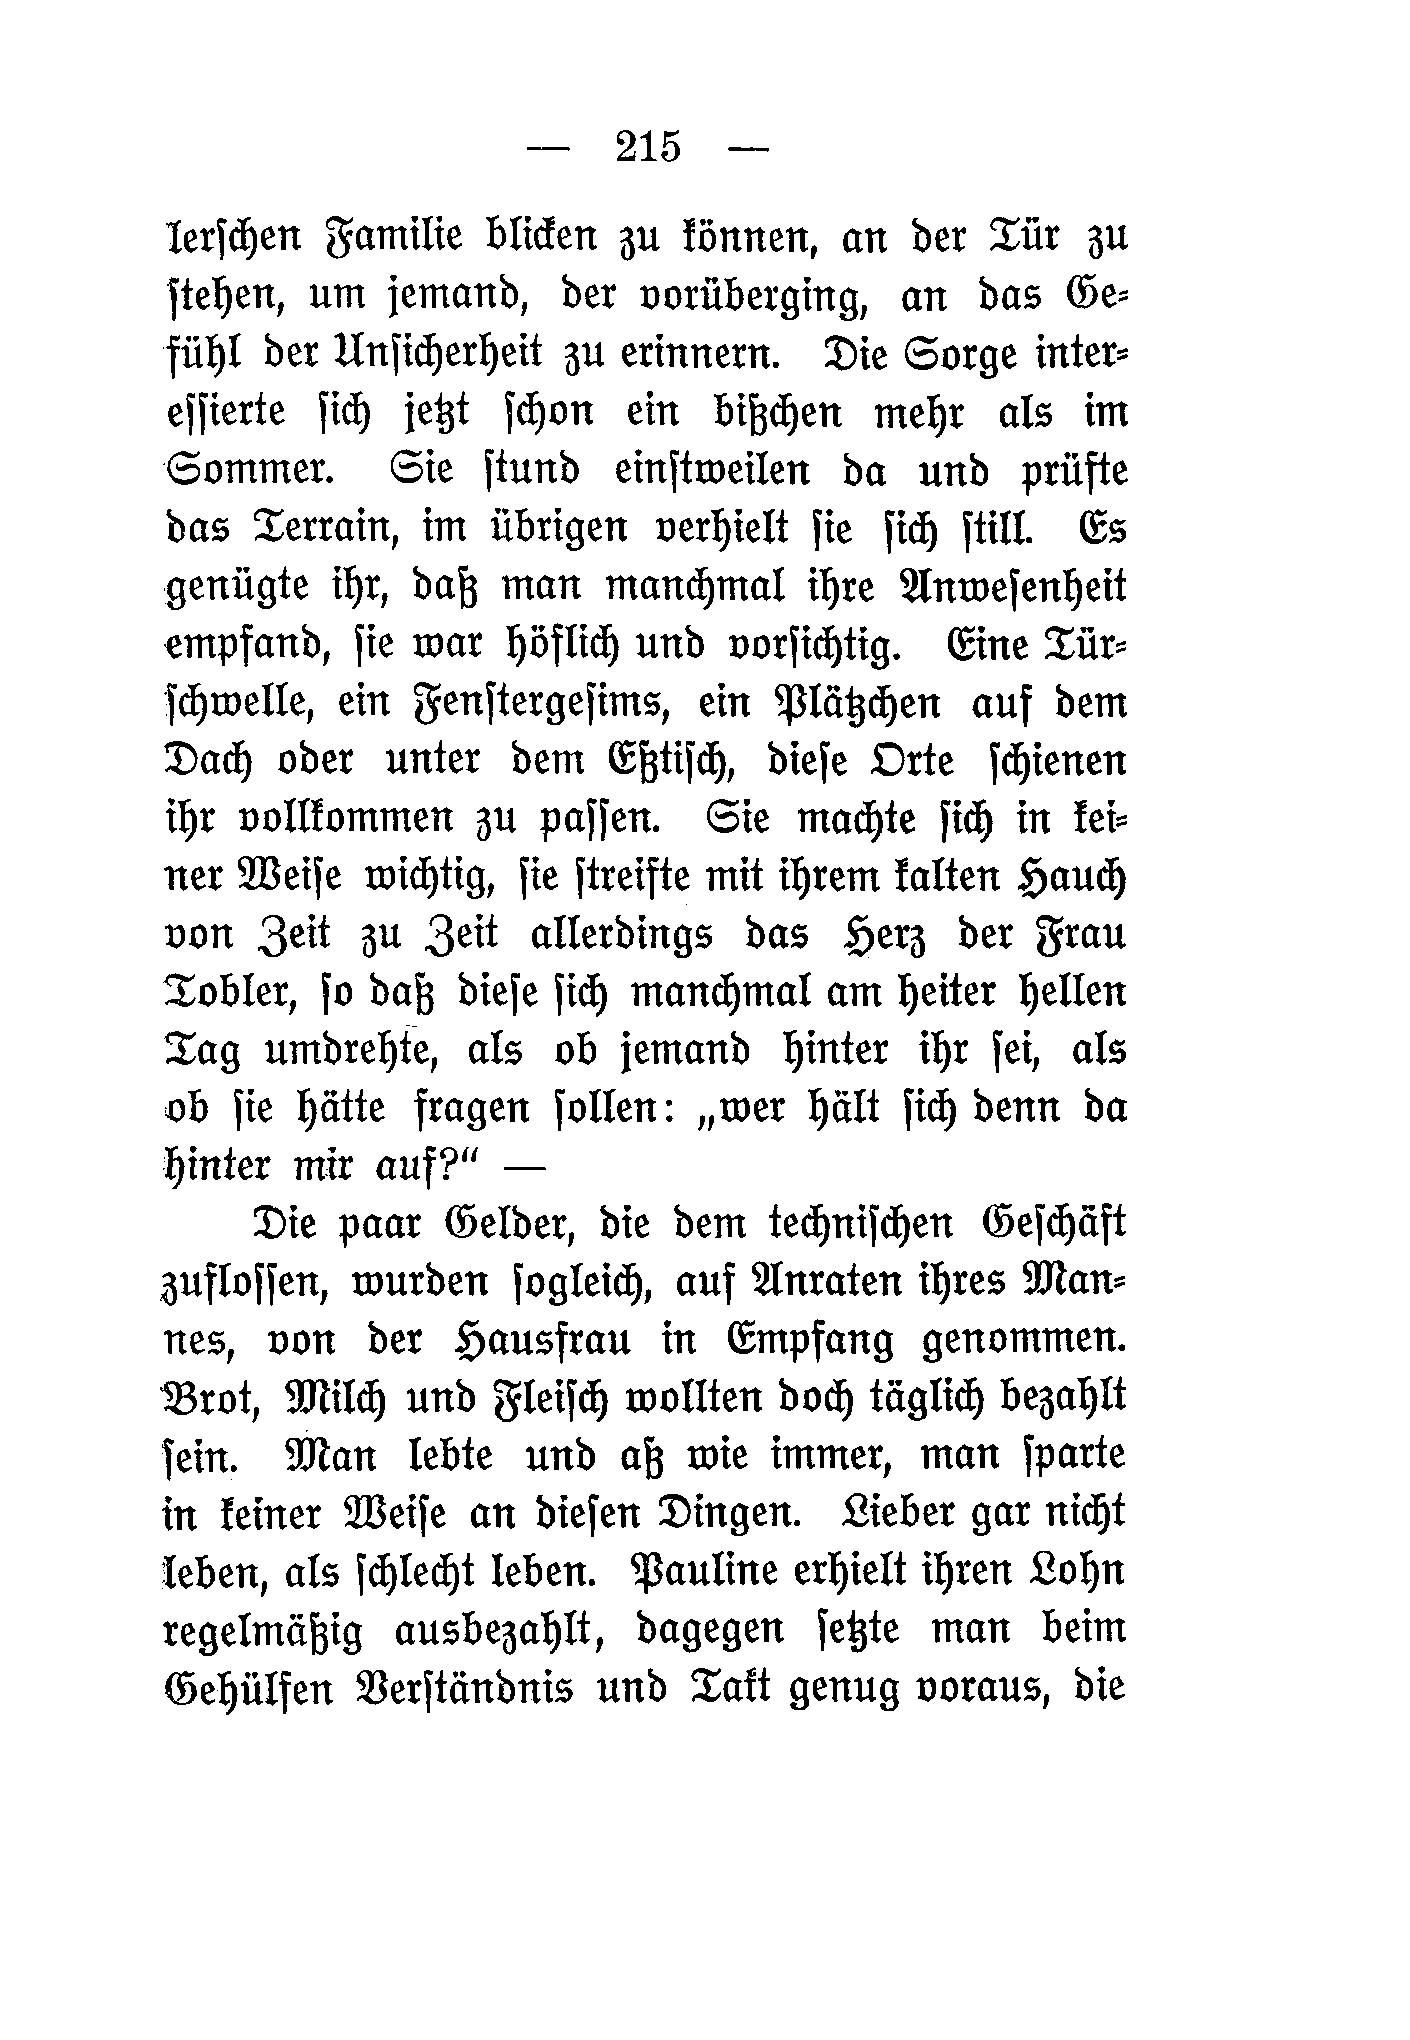 — 215 —
lerschen Familie blicken zu können, an der Tür zu
stehen, um jemand, der vorüberging, an das Ge-
fühl der Unsicherheit zu erinnern. Die Sorge inter-
essierte sich jetzt schon ein bißchen mehr als im
Sommer. Sie stund einstweilen da und prüfte
das Terrain, im übrigen verhielt sie sich still. Es
genügte ihr, daß man manchmal ihre Anwesenheit
empfand, sie war höflich und vorsichtig. Eine Tür-
schwelle, ein Fenstergesims, ein Plätzchen auf dem
Dach oder unter dem Eßtisch, diese Orte schienen
ihr vollkommen zu passen. Sie machte sich in kei-
ner Weise wichtig, sie streifte mit ihrem kalten Hauch
von Zeit zu Zeit allerdings das Herz der Frau
Tobler, so daß diese sich manchmal am heiter hellen
Tag umdrehte, als ob jemand hinter ihr sei, als
ob sie hätte fragen sollen: „wer hält sich denn da
hinter mir auf?“ —
Die paar Gelder, die dem technischen Geschäft
zuflossen, wurden sogleich, auf Anraten ihres Man-
nes, von der Hausfrau in Empfang genommen.
Brot, Milch und Fleisch wollten doch täglich bezahlt
sein. Man lebte und aß wie immer, man sparte
in keiner Weise an diesen Dingen. Lieber gar nicht
leben, als schlecht leben. Pauline erhielt ihren Lohn
regelmäßig ausbezahlt, dagegen setzte man beim
Gehülfen Verständnis und Takt genug voraus, die